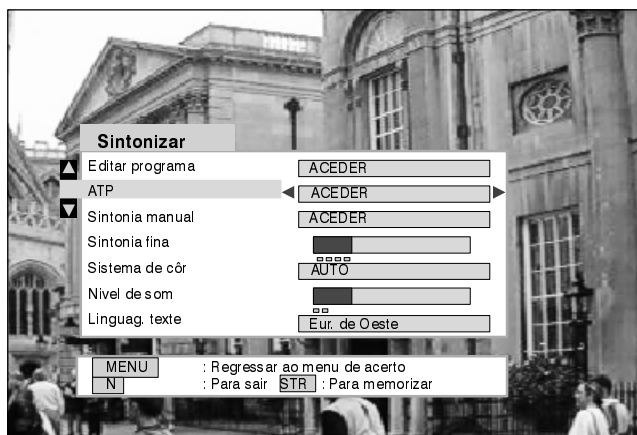 Sintonizar
Editar programa ACEDER
ATP ACEDER
Sintonia manual ACEDER
Sintonia fina
Sistema de côr AUTO
Nivel de som
Linguag. texte Eur. de Oeste
MENU : Regressar ao menu de acerto
N : Para sair STR : Para memorizar